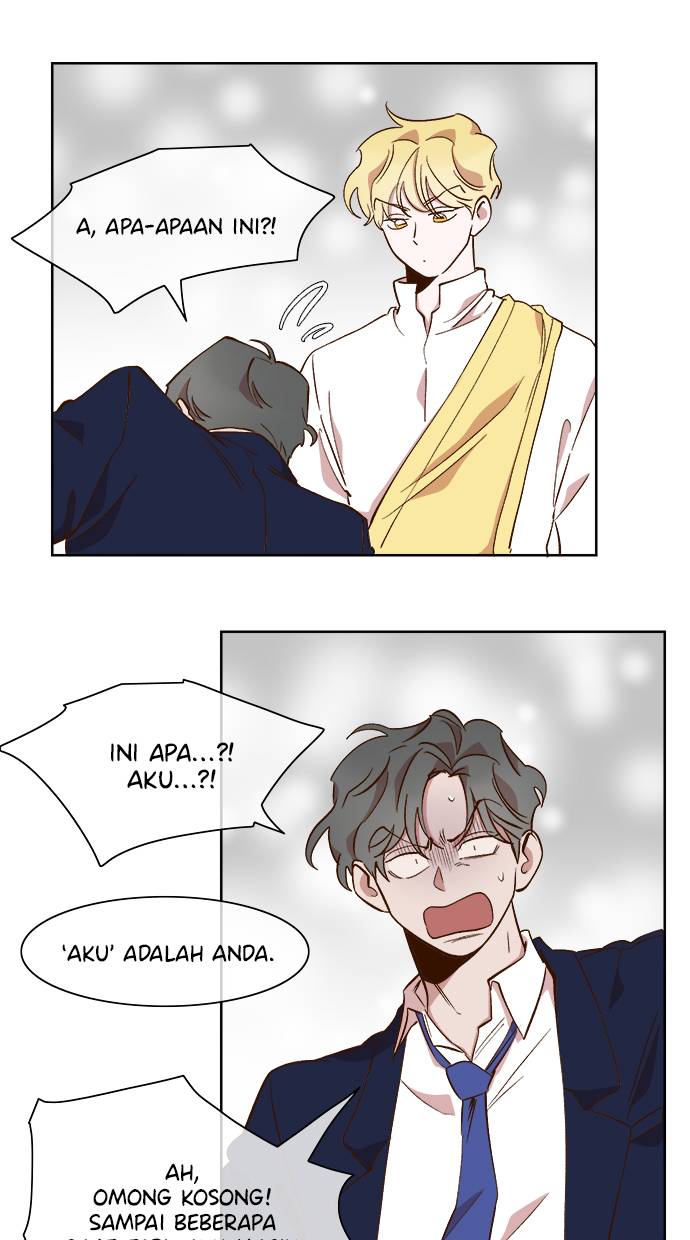 A, APA-APAAN INI?!
INI APA...?!
AKU...?!
'AKU' ADALAH ANDA.
AH,
OMONG KOSONG!
SAMPAI BEBERAPA